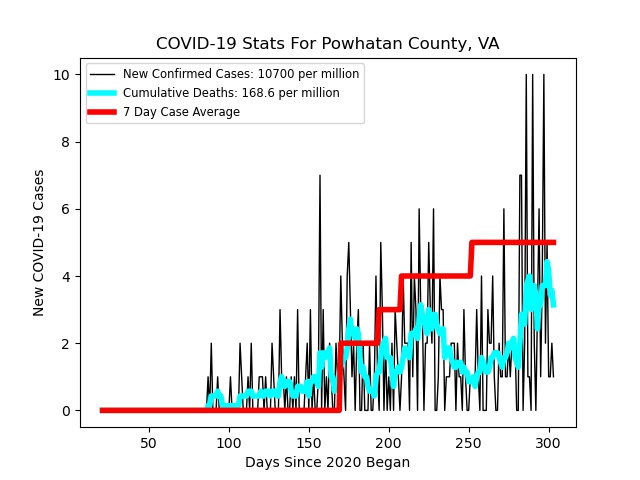 COVID-19 Stats For Powhatan County, VA
New Confirmed Cases: 10700 per million
Cumulative Deaths: 168.6 per million
7 Day Case Average
10
8
6
4
2
0
New COVID-19 Cases
50 100 150 200 250 300
Days Since 2020 Began